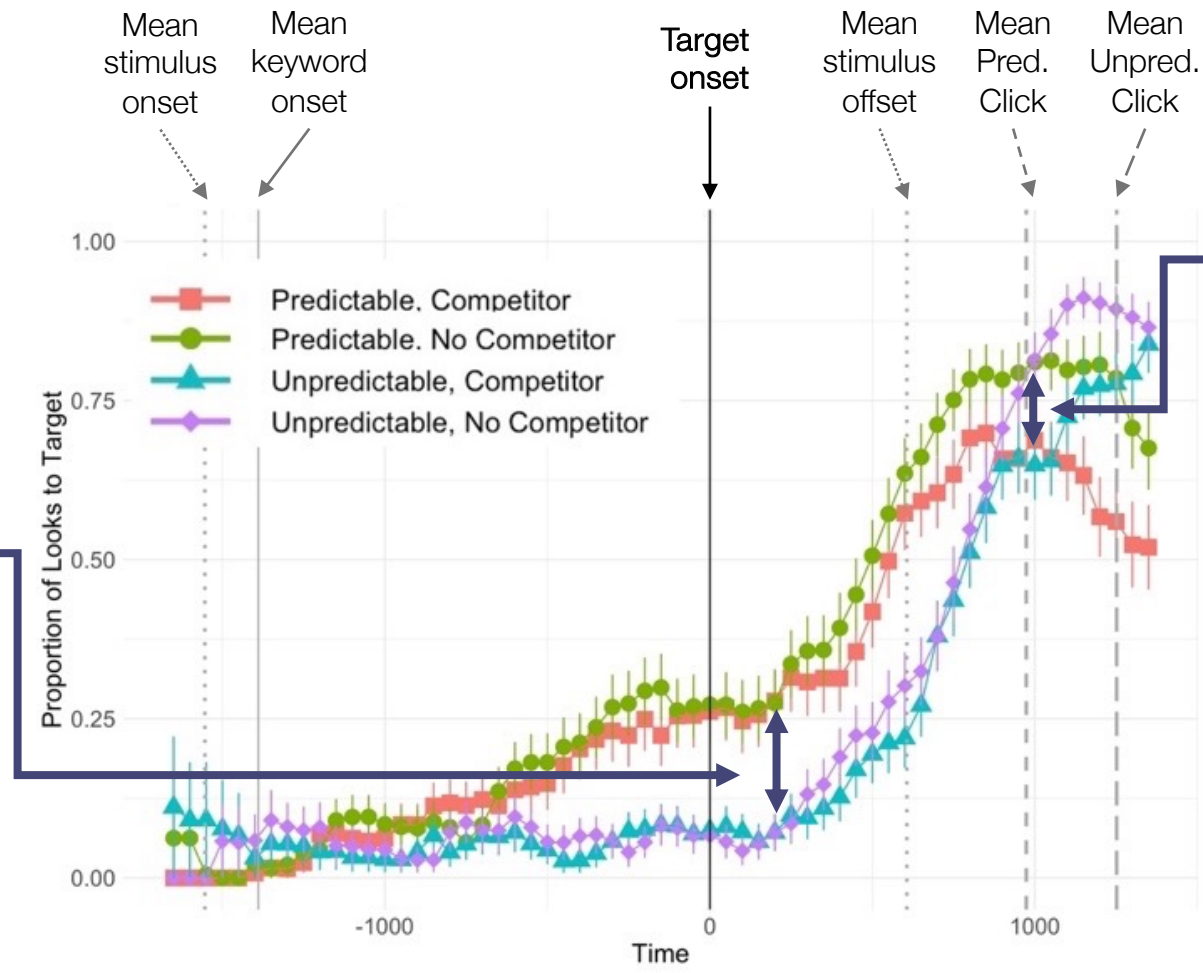 Mean
stimulus
onset
Mean
keyword
onset
Target
onset
Mean
stimulus
offset
Mean
Pred.
Click
Mean
Unpred.
Click
Proportion of Looks to Target
1.00
0.75
0.50
0.25
0.00
Predictable, Competitor
Predictable, No Competitor
Unpredictable, Competitor
Unpredictable, No Competitor
-1000
0
1000
Time